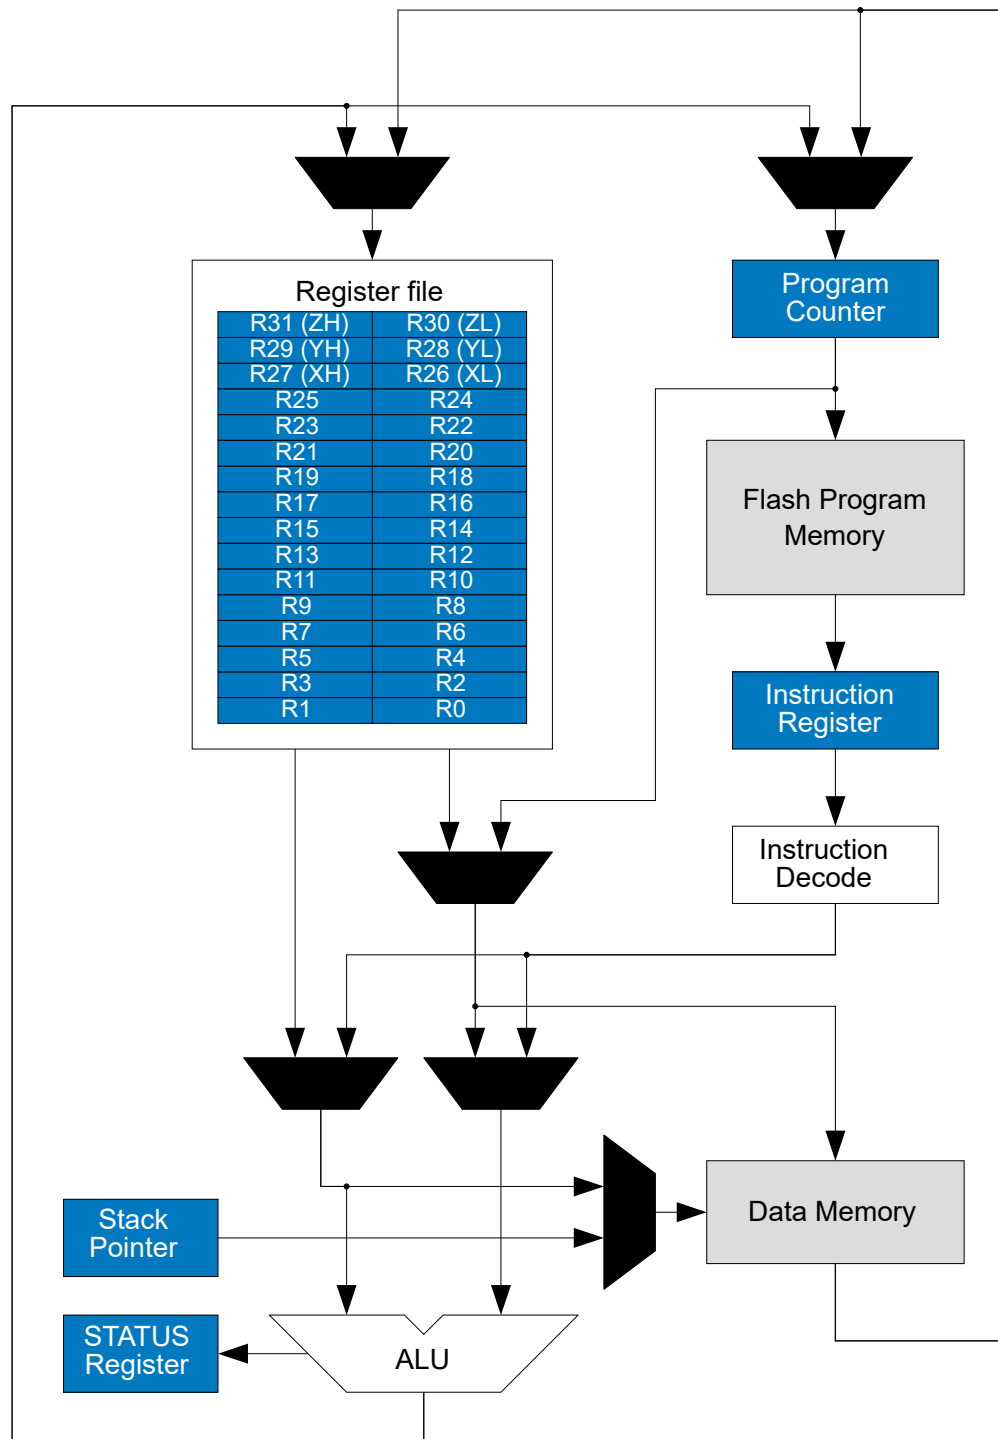 Register file
R31 (ZH) R30 (ZL)
R29 (YH) R28 (YL)
R27 (XH) R26 (XL)
R25 R24
R23 R22
R21 R20
R19 R18
R17 R16
R15 R14
R13 R12
R11 R10
R9 R8
R7 R6
R5 R4
R3 R2
R1 R0
Program
Counter
Flash Program
Memory
Instruction
Register
Instruction
Decode
Stack
Pointer
Data Memory
STATUS
Register
ALU